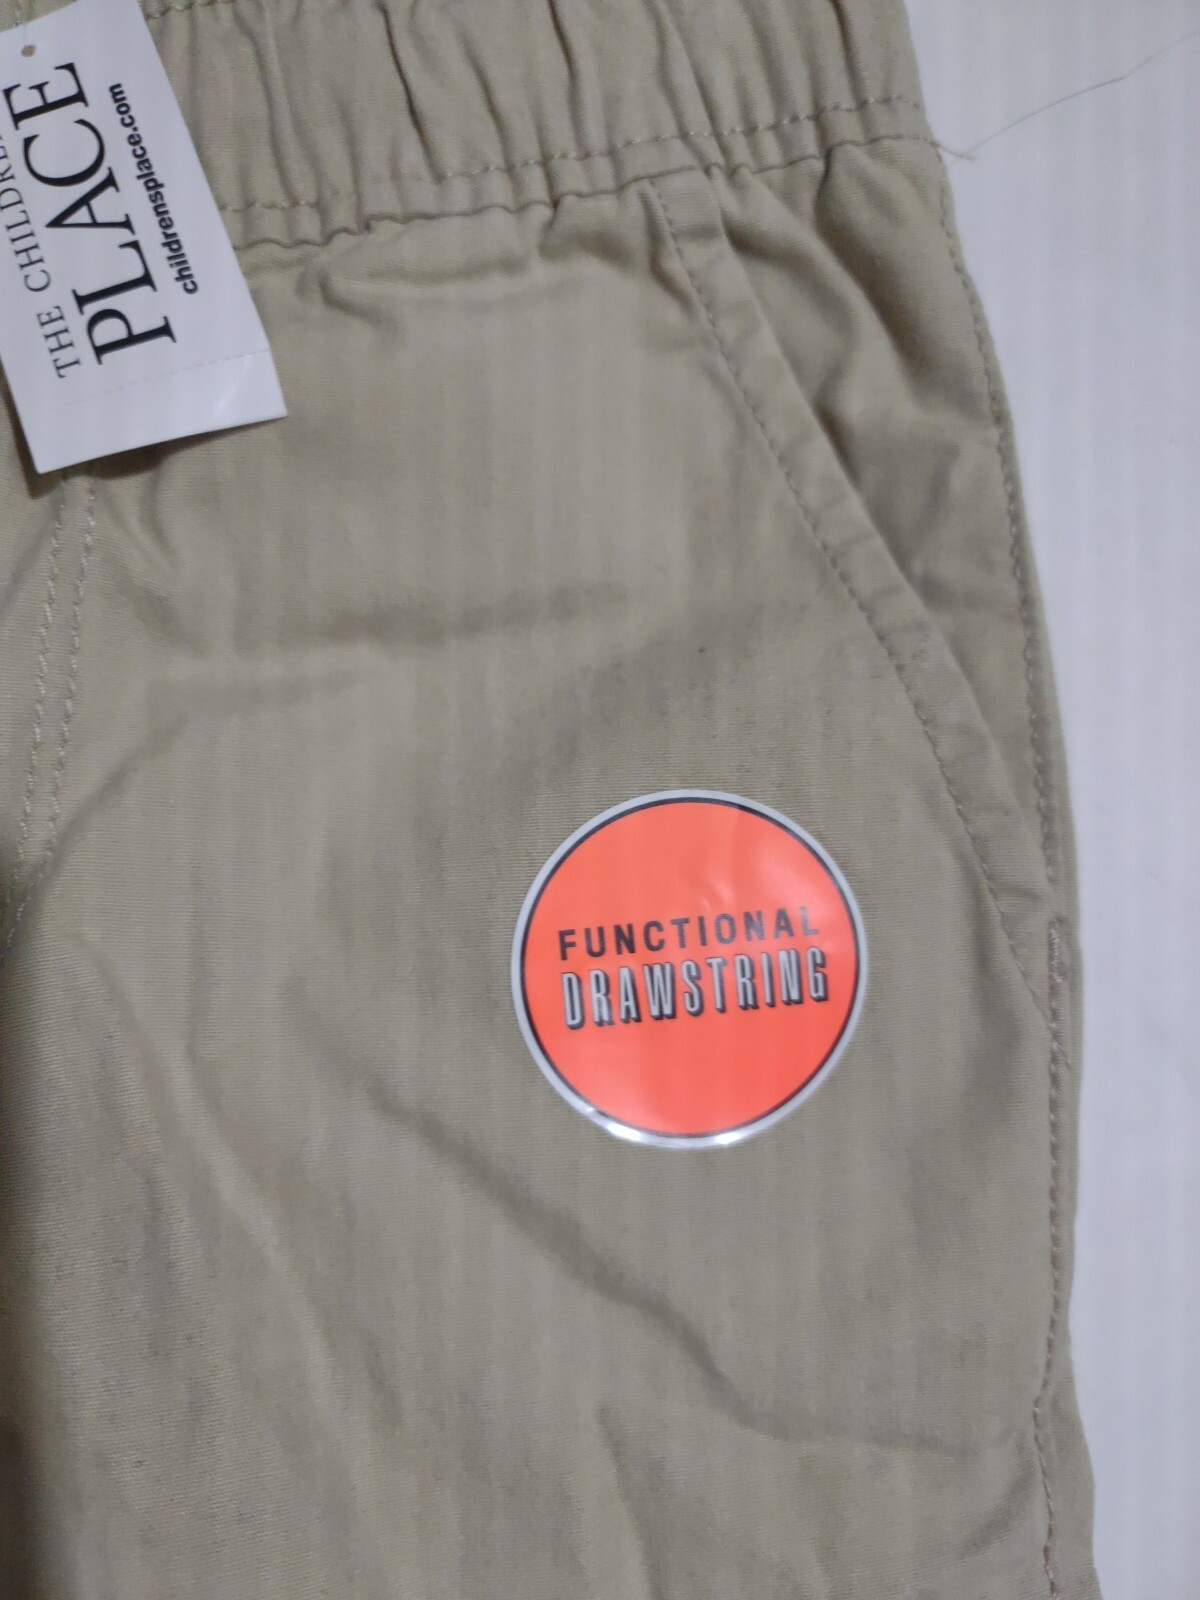 THE CHILDRE
PLACE
childrensplace.com
FUNCTIONAL
DRAWSTRING